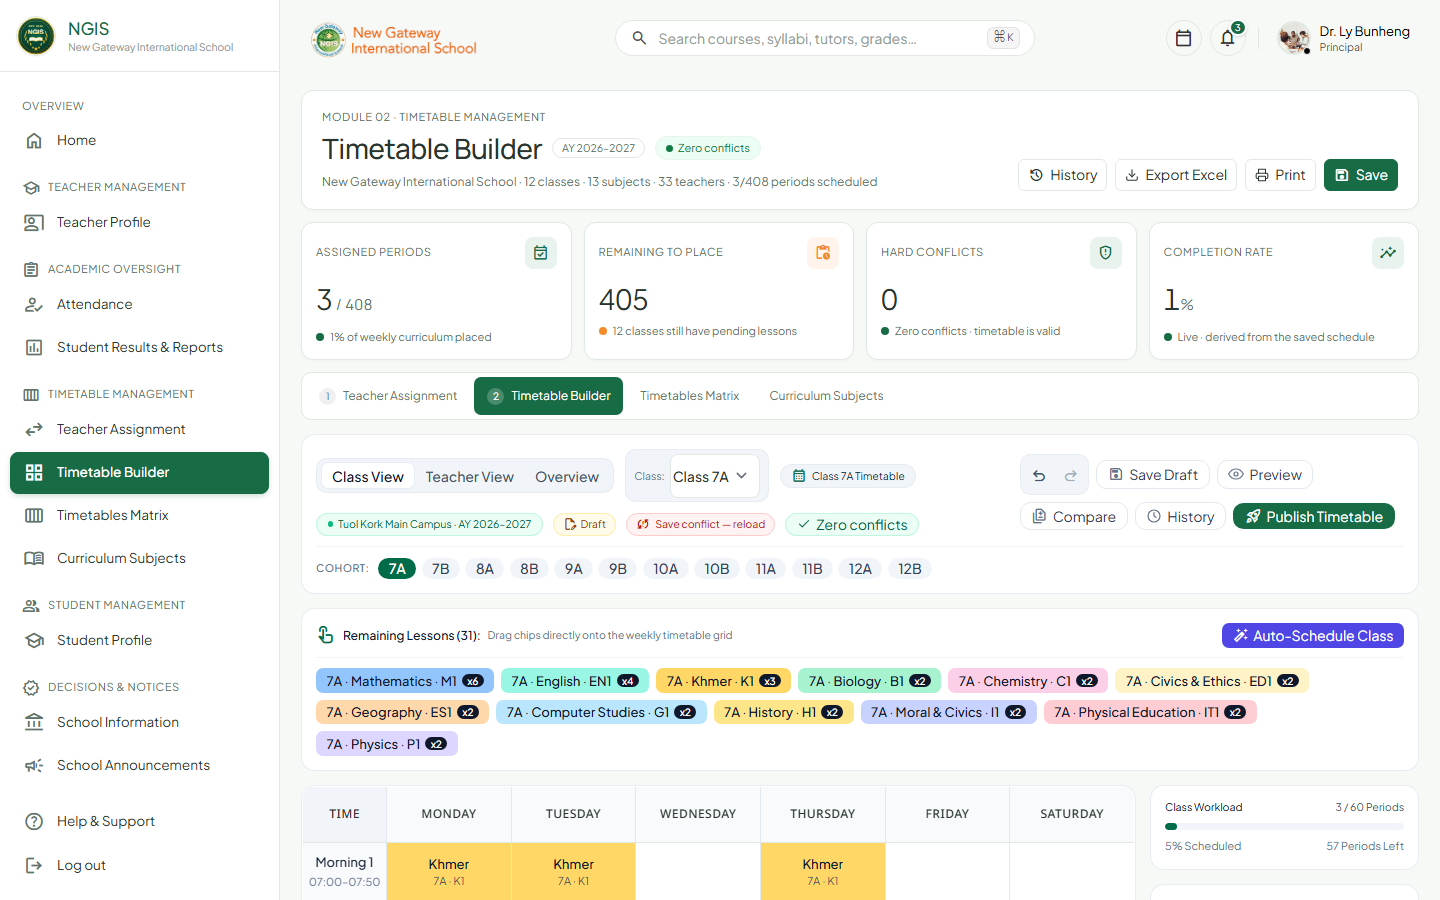 NGIS
New Gateway International School
OVERVIEW
Home
TEACHER MANAGEMENT
Teacher Profile
ACADEMIC OVERSIGHT
Attendance
Student Results & Reports
TIMETABLE MANAGEMENT
Teacher Assignment
Timetable Builder
Timetables Matrix
Curriculum Subjects
STUDENT MANAGEMENT
Student Profile
DECISIONS & NOTICES
School Information
School Announcements
Help & Support
Log out
New Gateway
International School
Search courses, syllabi, tutors, grades...
⌘K
3
Dr. Ly Bunheng
Principal
MODULE 02 · TIMETABLE MANAGEMENT
Timetable Builder
AY 2026–2027
Zero conflicts
New Gateway International School · 12 classes · 13 subjects · 33 teachers · 3/408 periods scheduled
History
Export Excel
Print
Save
ASSIGNED PERIODS
3 / 408
1% of weekly curriculum placed
REMAINING TO PLACE
405
12 classes still have pending lessons
HARD CONFLICTS
0
Zero conflicts · timetable is valid
COMPLETION RATE
1%
Live · derived from the saved schedule
1 Teacher Assignment
2 Timetable Builder
Timetables Matrix
Curriculum Subjects
Class View
Teacher View
Overview
Class: Class 7A
Class 7A Timetable
Save Draft
Preview
Tuol Kork Main Campus · AY 2026–2027
Draft
Save conflict — reload
Zero conflicts
Compare
History
Publish Timetable
COHORT: 7A 7B 8A 8B 9A 9B 10A 10B 11A 11B 12A 12B
Remaining Lessons (31): Drag chips directly onto the weekly timetable grid
Auto-Schedule Class
7A · Mathematics · M1 x6
7A · English · EN1 x4
7A · Khmer · K1 x3
7A · Biology · B1 x2
7A · Chemistry · C1 x2
7A · Civics & Ethics · ED1 x2
7A · Geography · ES1 x2
7A · Computer Studies · G1 x2
7A · History · H1 x2
7A · Moral & Civics · I1 x2
7A · Physical Education · IT1 x2
7A · Physics · P1 x2
TIME MONDAY TUESDAY WEDNESDAY THURSDAY FRIDAY SATURDAY
Morning 1
07:00–07:50
Khmer
7A · K1
Khmer
7A · K1
Khmer
7A · K1
Class Workload 3 / 60 Periods
5% Scheduled 57 Periods Left